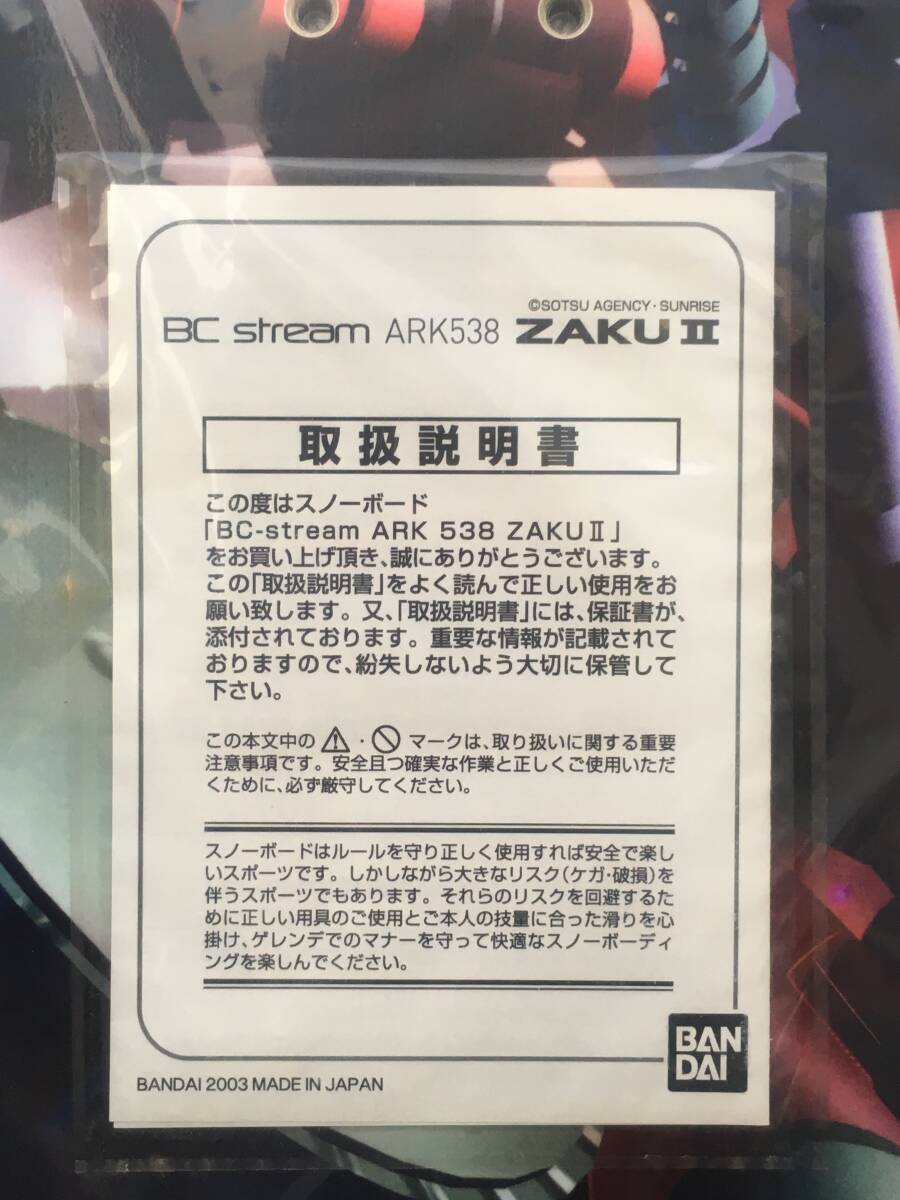 ©SOTSU AGENCY・SUNRISE
BC stream ARK538 ZAKU II
取扱説明書
この度はスノーボード
「BC-stream ARK 538 ZAKUⅡ」
をお買い上げ頂き、誠にありがとうございます。
この「取扱説明書」をよく読んで正しい使用をお
願い致します。又、「取扱説明書」には、保証書が、
添付されております。重要な情報が記載されて
おりますので、紛失しないよう大切に保管して
下さい。
この本文中の ⚠・🚫 マークは、取り扱いに関する重要
注意事項です。安全且つ確実な作業と正しくご使用いただ
くために、必ず厳守してください。
スノーボードはルールを守り正しく使用すれば安全で楽し
いスポーツです。しかしながら大きなリスク(ケガ・破損)を
伴うスポーツでもあります。それらのリスクを回避するた
めに正しい用具のご使用とご本人の技量に合った滑りを心
掛け、ゲレンデでのマナーを守って快適なスノーボーディ
ングを楽しんでください。
BAN
DAI
BANDAI 2003 MADE IN JAPAN